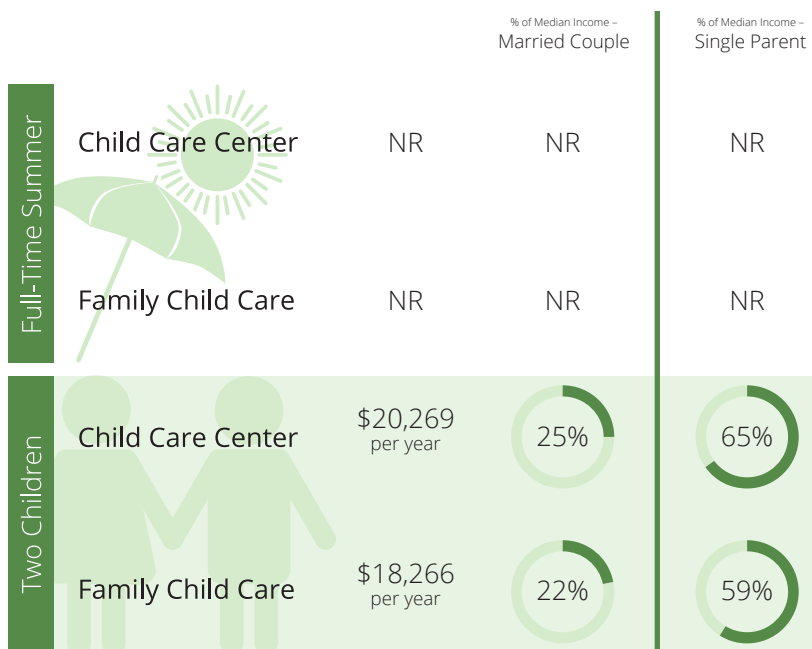 % of Median Income –
Married Couple
% of Median Income –
Single Parent
Full-Time Summer
Child Care Center
NR
NR
NR
Family Child Care
NR
NR
NR
Two Children
Child Care Center
$20,269
per year
25%
65%
Family Child Care
$18,266
per year
22%
59%